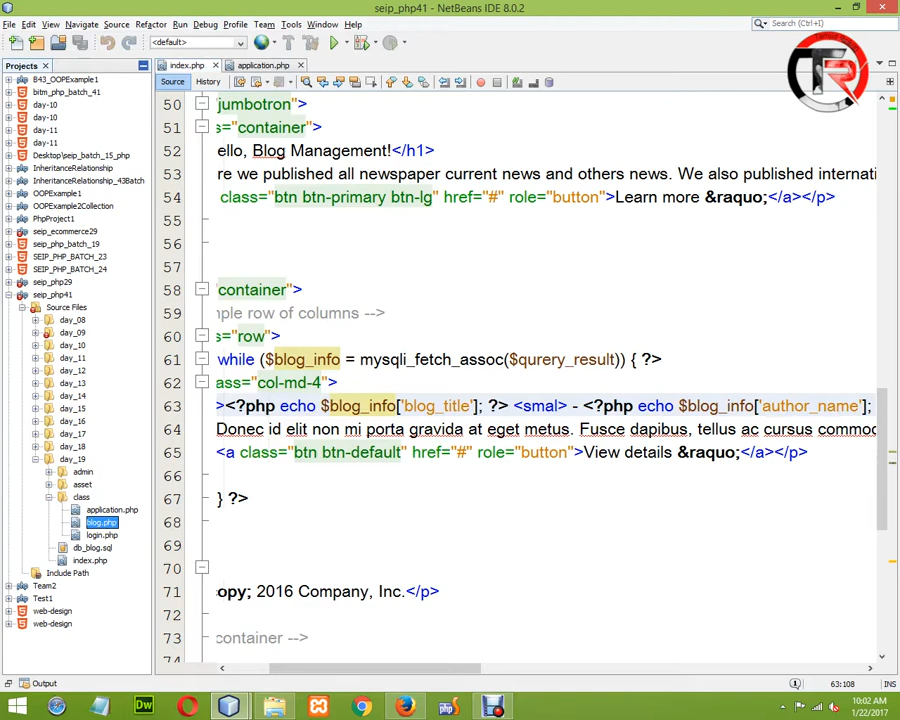 seip_php41 - NetBeans IDE 8.0.2
File Edit View Navigate Source Refactor Run Debug Profile Team Tools Window Help
Search (Ctrl+I)
<default>
Projects
index.php
application.php
Source History
B43_OOPExample1
bitm_php_batch_41
day-10
day-10
day-11
day-11
Desktop\seip_batch_15_php
InheritanceRelationship
InheritanceRelationship_43Batch
OOPExample1
OOPExample2Collection
PhpProject1
seip_ecommerce29
seip_php_batch_19
SEIP_PHP_BATCH_23
SEIP_PHP_BATCH_24
seip_php29
seip_php41
Source Files
day_08
day_09
day_10
day_11
day_12
day_13
day_14
day_15
day_16
day_17
day_18
day_19
admin
asset
class
application.php
blog.php
login.php
db_blog.sql
index.php
Include Path
Team2
Test1
web-design
web-design
50 jumbotron">
51 s="container">
52 ello, Blog Management!</h1>
53 re we published all newspaper current news and others news. We also published internati
54 class="btn btn-primary btn-lg" href="#" role="button">Learn more &raquo;</a></p>
55
56
57
58 "container">
59 mple row of columns -->
60 s="row">
61 while ($blog_info = mysqli_fetch_assoc($qurery_result)) { ?>
62 ass="col-md-4">
63 ><?php echo $blog_info['blog_title']; ?> <smal> - <?php echo $blog_info['author_name'];
64 Donec id elit non mi porta gravida at eget metus. Fusce dapibus, tellus ac cursus commod
65 <a class="btn btn-default" href="#" role="button">View details &raquo;</a></p>
66
67 } ?>
68
69
70
71 opy; 2016 Company, Inc.</p>
72
73 container -->
74
Output
63:108
INS
10:02 AM
1/22/2017